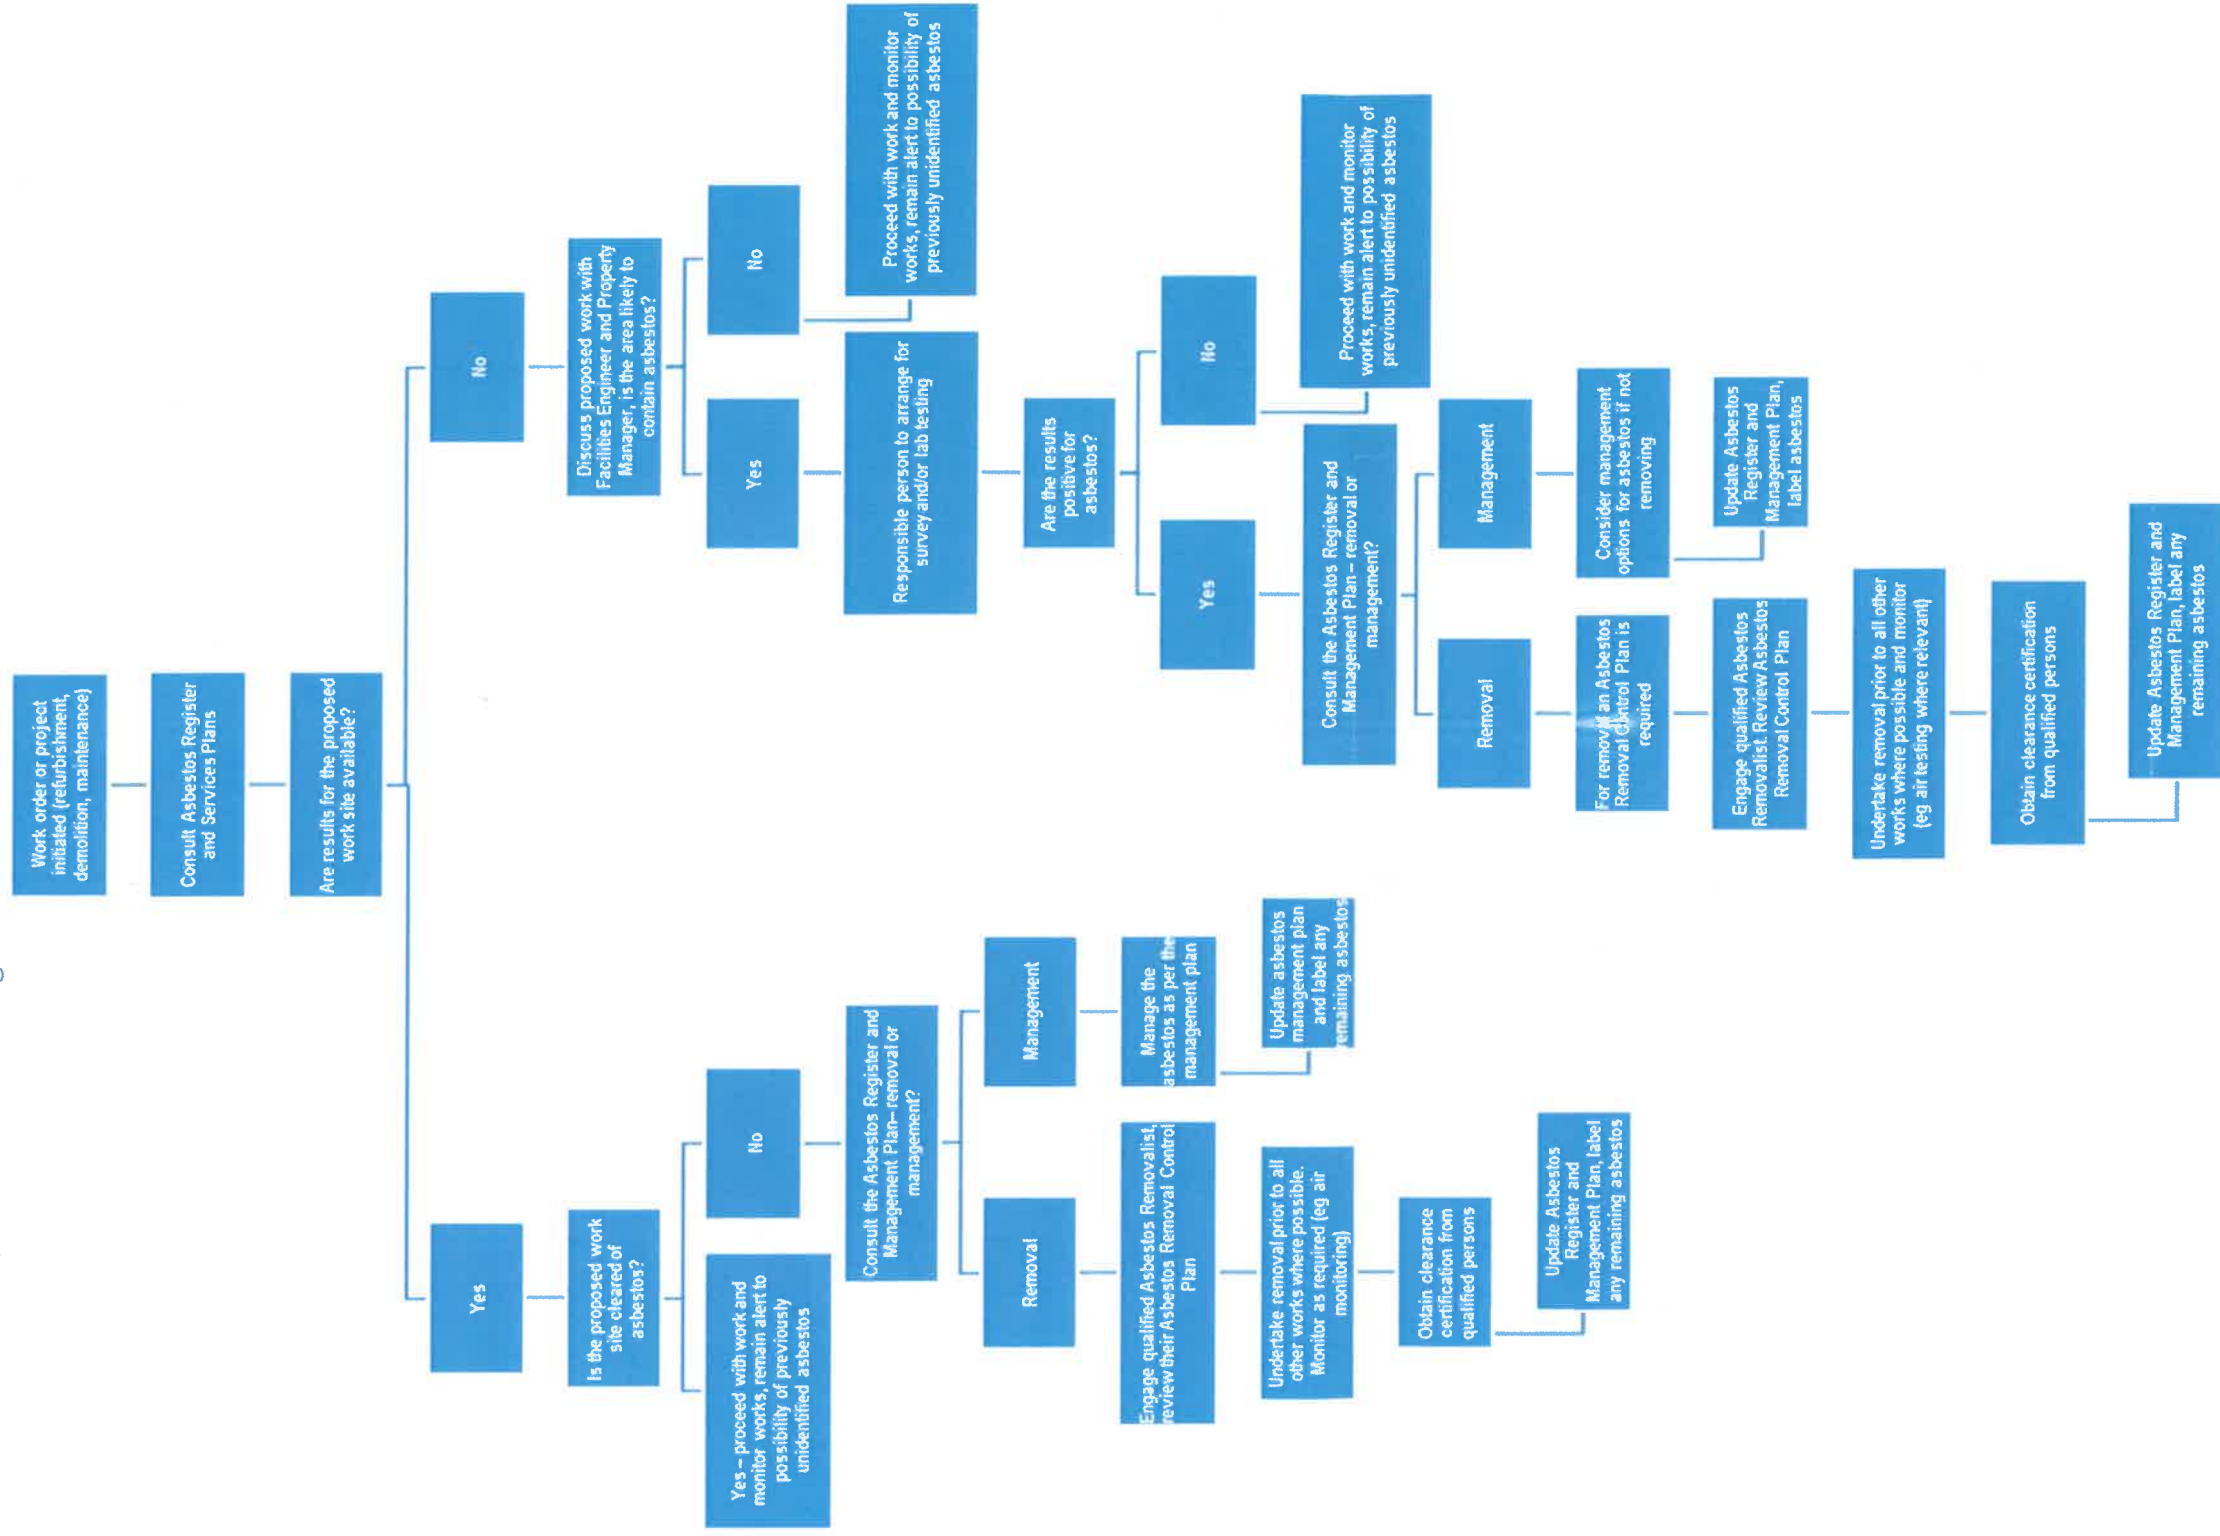 Work order or project
initiated (refurbishment,
demolition, maintenance)
Consult Asbestos Register
and Services Plans
Are results for the proposed
work site available?
Yes
Is the proposed work
site cleared of
asbestos?
Yes – proceed with work and
monitor works, remain alert to
possibility of previously
unidentified asbestos
No
Consult the Asbestos Register and
Management Plan– removal or
management?
Removal
Engage qualified Asbestos Removalist,
review their Asbestos Removal Control
Plan
Undertake removal prior to all
other works where possible.
Monitor as required (eg air
monitoring)
Obtain clearance
certification from
qualified persons
Update Asbestos
Register and
Management Plan, label
any remaining asbestos
Management
Manage the
asbestos as per the
management plan
Update asbestos
management plan
and label any
remaining asbestos
No
Discuss proposed work with
Facilities Engineer and Property
Manager, is the area likely to
contain asbestos?
Yes
Responsible person to arrange for
survey and/or lab testing
Are the results
positive for
asbestos?
Yes
Consult the Asbestos Register and
Management Plan – removal or
management?
Removal
For removal an Asbestos
Removal Control Plan is
required
Engage qualified Asbestos
Removalist. Review Asbestos
Removal Control Plan
Undertake removal prior to all other
works where possible and monitor
(eg air testing where relevant)
Obtain clearance certification
from qualified persons
Update Asbestos Register and
Management Plan, label any
remaining asbestos
Management
Consider management
options for asbestos if not
removing
Update Asbestos
Register and
Management Plan,
label asbestos
No
Proceed with work and monitor
works, remain alert to possibility of
previously unidentified asbestos
No
Proceed with work and monitor
works, remain alert to possibility of
previously unidentified asbestos